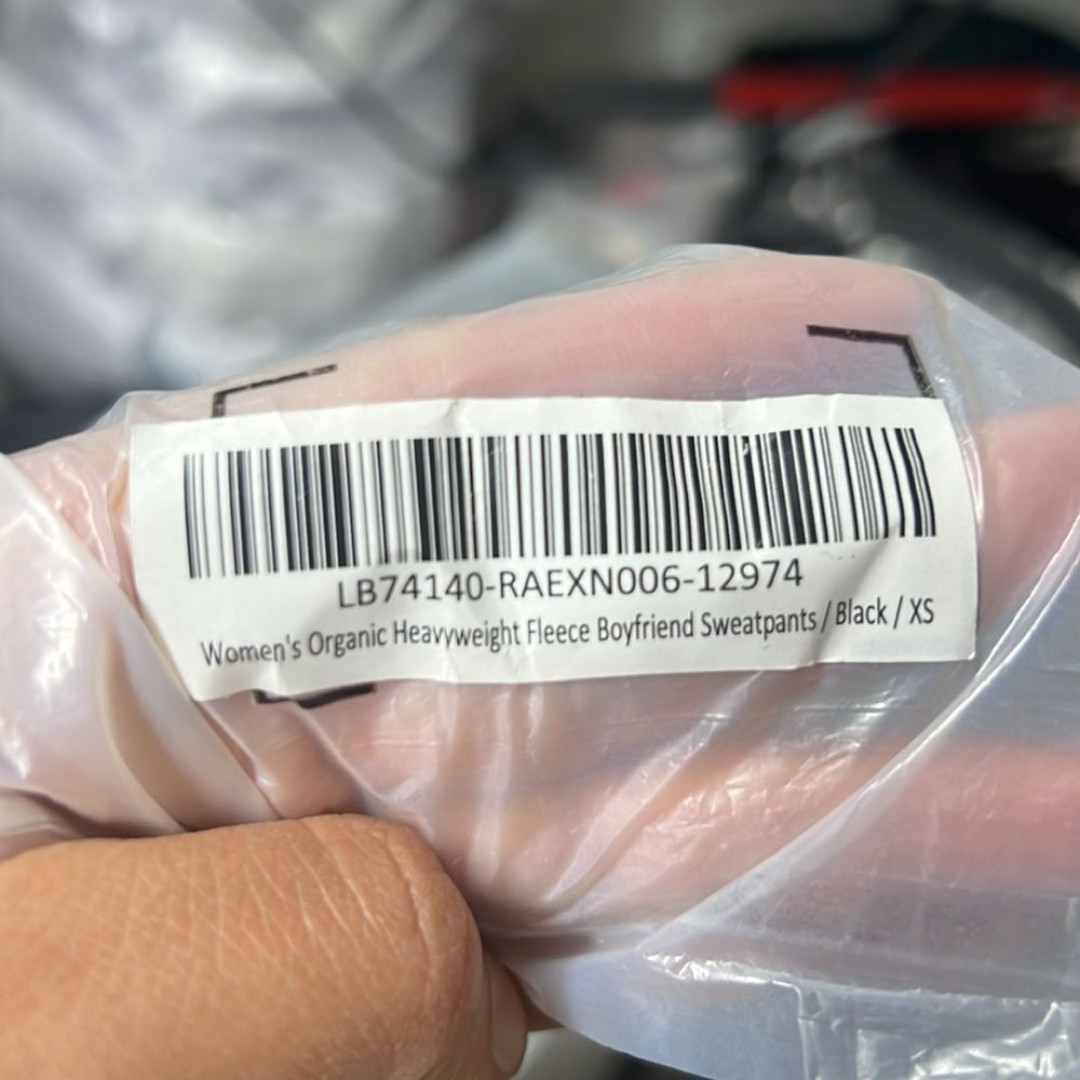 LB74140-RAEXN006-12974
Women's Organic Heavyweight Fleece Boyfriend Sweatpants / Black / XS